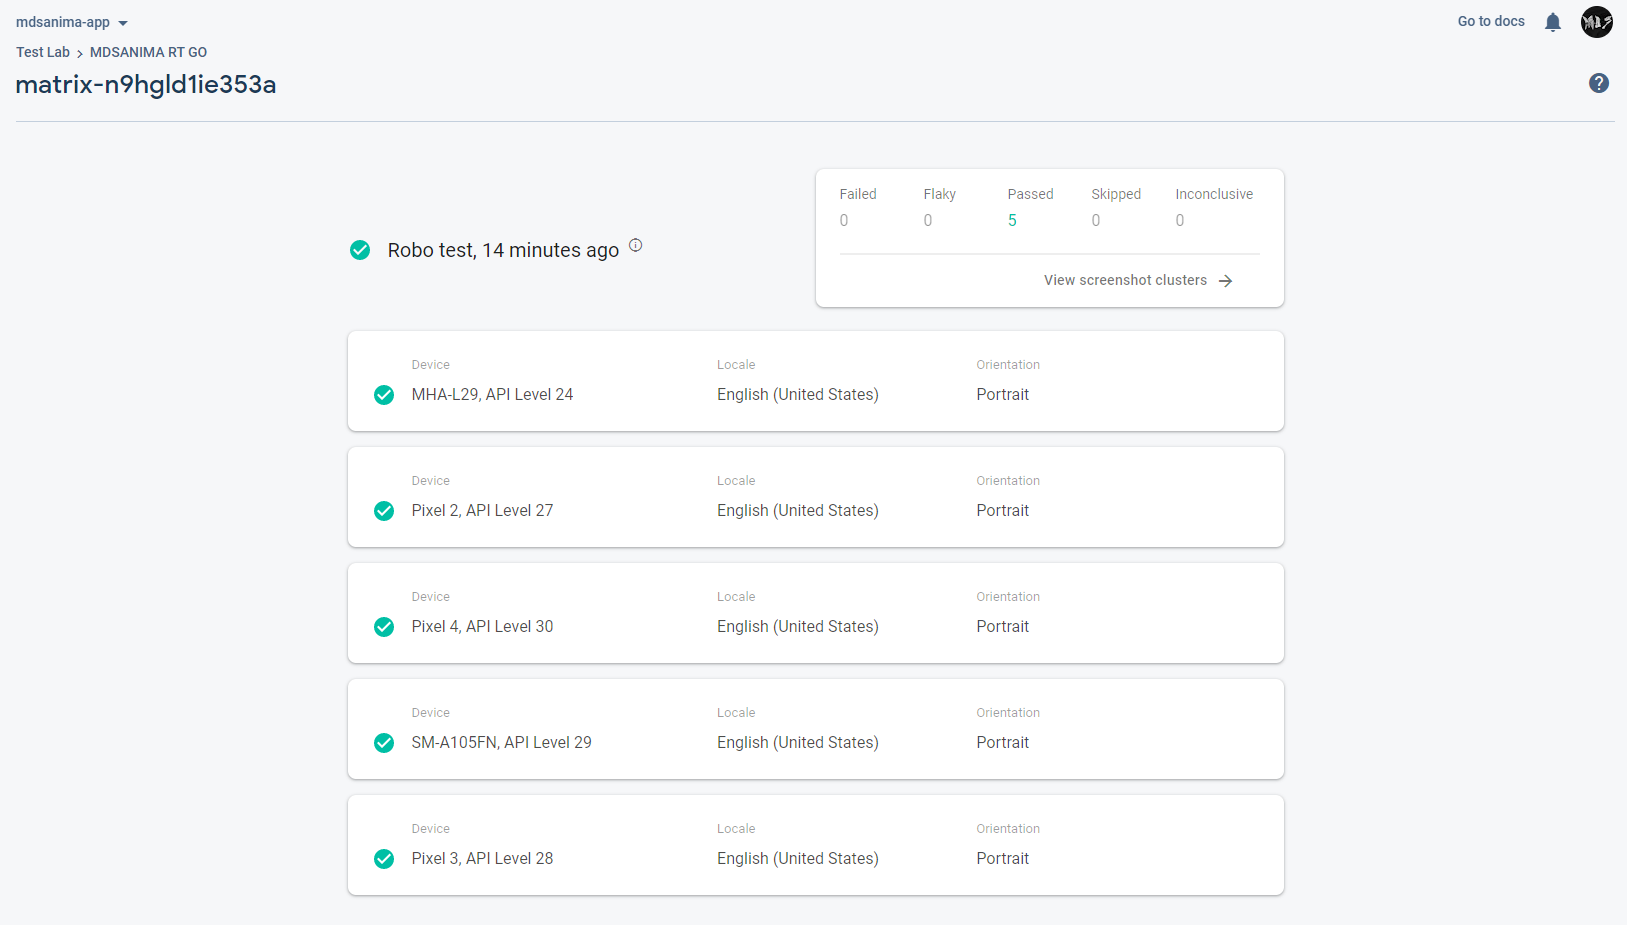 mdsanima-app
Go to docs
MDS
Test Lab > MDSANIMA RT GO
matrix-n9hgld1ie353a
Failed Flaky Passed Skipped Inconclusive
0 0 5 0 0
Robo test, 14 minutes ago
View screenshot clusters
Device Locale Orientation
MHA-L29, API Level 24 English (United States) Portrait
Device Locale Orientation
Pixel 2, API Level 27 English (United States) Portrait
Device Locale Orientation
Pixel 4, API Level 30 English (United States) Portrait
Device Locale Orientation
SM-A105FN, API Level 29 English (United States) Portrait
Device Locale Orientation
Pixel 3, API Level 28 English (United States) Portrait